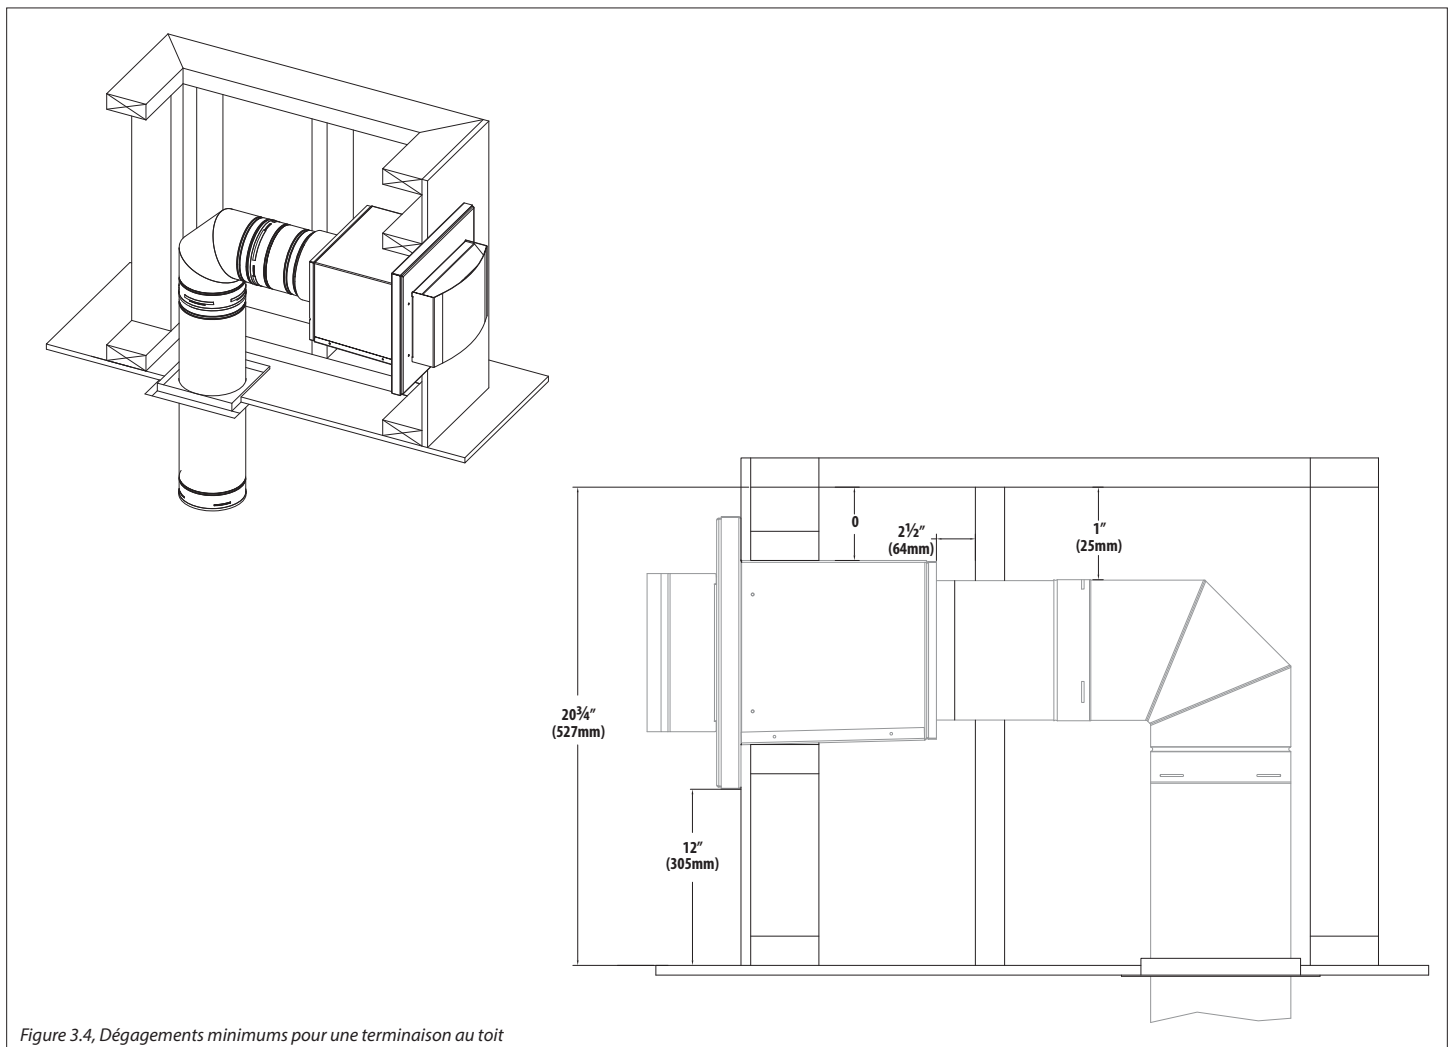 0
2½"
(64mm)
1"
(25mm)
20¾"
(527mm)
12"
(305mm)
Figure 3.4, Dégagements minimums pour une terminaison au toit